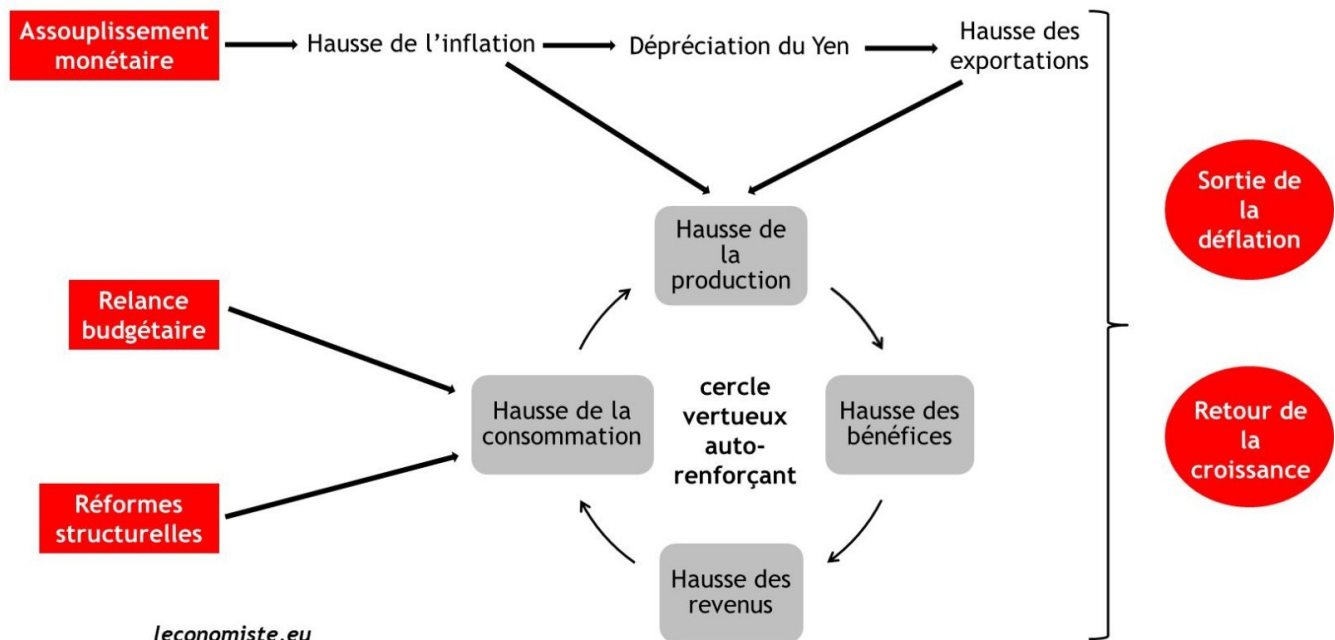 Assouplissement
monétaire
Hausse de l’inflation
Dépréciation du Yen
Hausse des
exportations
Sortie de
la
déflation
Hausse de
la
production
Relance
budgétaire
Hausse de la
consommation
cercle
vertueux
auto-
renforçant
Hausse des
bénéfices
Retour de
la
croissance
Réformes
structurelles
Hausse des
revenus
leconomiste.eu